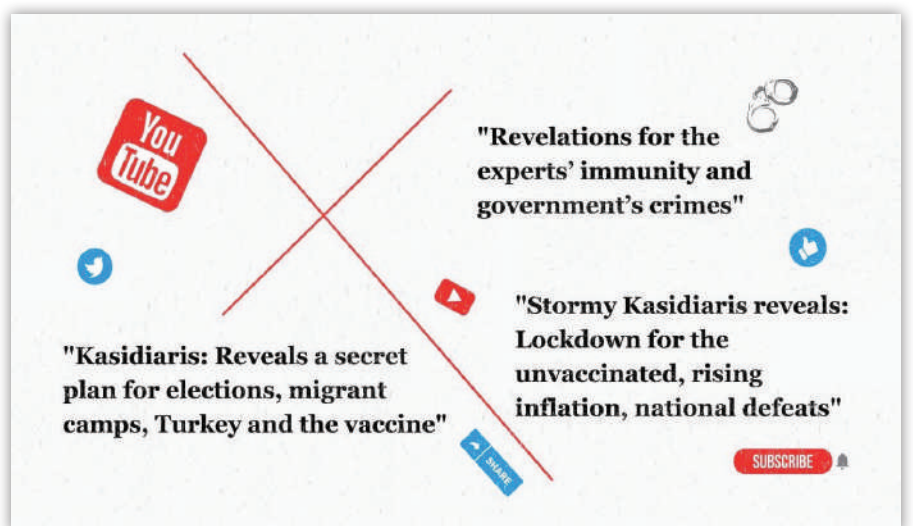 You
Tube
"Revelations for the
experts’ immunity and
government’s crimes"
"Stormy Kasidiaris reveals:
Lockdown for the
unvaccinated, rising
inflation, national defeats"
"Kasidiaris: Reveals a secret
plan for elections, migrant
camps, Turkey and the vaccine"
SHARE
SUBSCRIBE